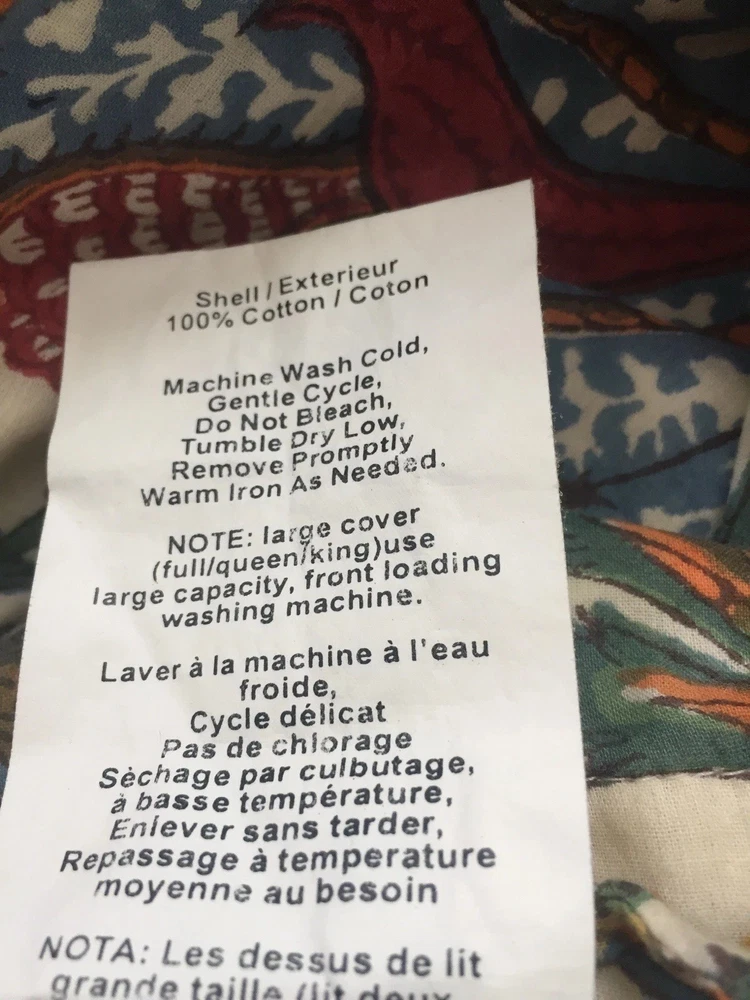 Shell / Exterieur
100% Cotton / Coton
Machine Wash Cold,
Gentle Cycle,
Do Not Bleach,
Tumble Dry Low,
Remove Promptly
Warm Iron As Needed.
NOTE: large cover
(full/queen/king)use
large capacity, front loading
washing machine.
Laver à la machine à l'eau
froide,
Cycle délicat
Pas de chlorage
Sèchage par culbutage,
à basse température,
Enlever sans tarder,
Repassage à temperature
moyenne au besoin
NOTA: Les dessus de lit
grande taille (lit deux